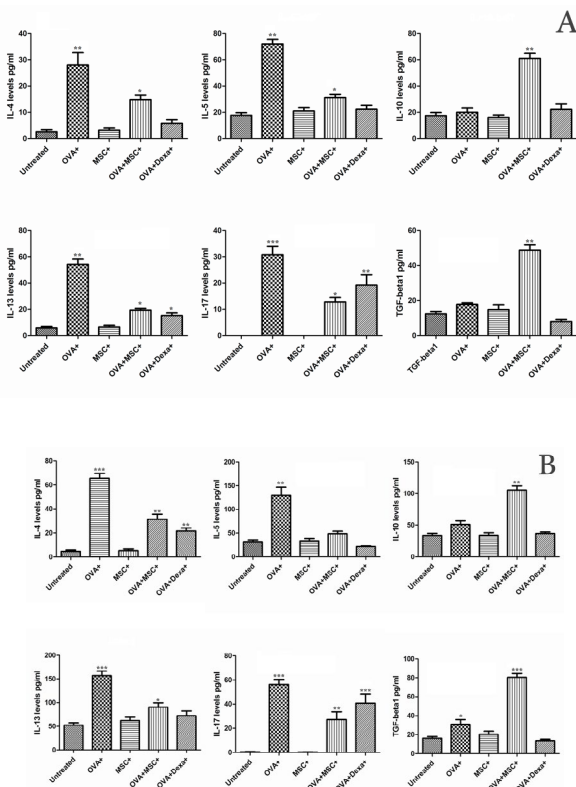 A
IL-4 levels pg/ml
40
30
20
10
0
**
*
Untreated
OVA+
MSC+
OVA+MSC+
OVA+Dexa+
IL-5 levels pg/ml
80
60
40
20
0
**
*
Untreated
OVA+
MSC+
OVA+MSC+
OVA+Dexa+
IL-10 levels pg/ml
80
60
40
20
0
**
Untreated
OVA+
MSC+
OVA+MSC+
OVA+Dexa+
IL-13 levels pg/ml
80
60
40
20
0
**
*
*
Untreated
OVA+
MSC+
OVA+MSC+
OVA+Dexa+
IL-17 levels pg/ml
40
30
20
10
0
***
*
**
Untreated
OVA+
MSC+
OVA+MSC+
OVA+Dexa+
TGF-beta1 pg/ml
60
40
20
0
**
TGF-beta1
OVA+
MSC+
OVA+MSC+
OVA+Dexa+
B
IL-4 levels pg/ml
80
60
40
20
0
***
**
**
Untreated
OVA+
MSC+
OVA+MSC+
OVA+Dexa+
IL-5 levels pg/ml
200
150
100
50
0
**
Untreated
OVA+
MSC+
OVA+MSC+
OVA+Dexa+
IL-10 levels pg/ml
150
100
50
0
**
Untreated
OVA+
MSC+
OVA+MSC+
OVA+Dexa+
IL-13 levels pg/ml
200
150
100
50
0
***
*
Untreated
OVA+
MSC+
OVA+MSC+
OVA+Dexa+
IL-17 levels pg/ml
80
60
40
20
0
***
**
***
Untreated
OVA+
MSC+
OVA+MSC+
OVA+Dexa+
TGF-beta1 pg/ml
100
80
60
40
20
0
*
***
Untreated
OVA+
MSC+
OVA+MSC+
OVA+Dexa+